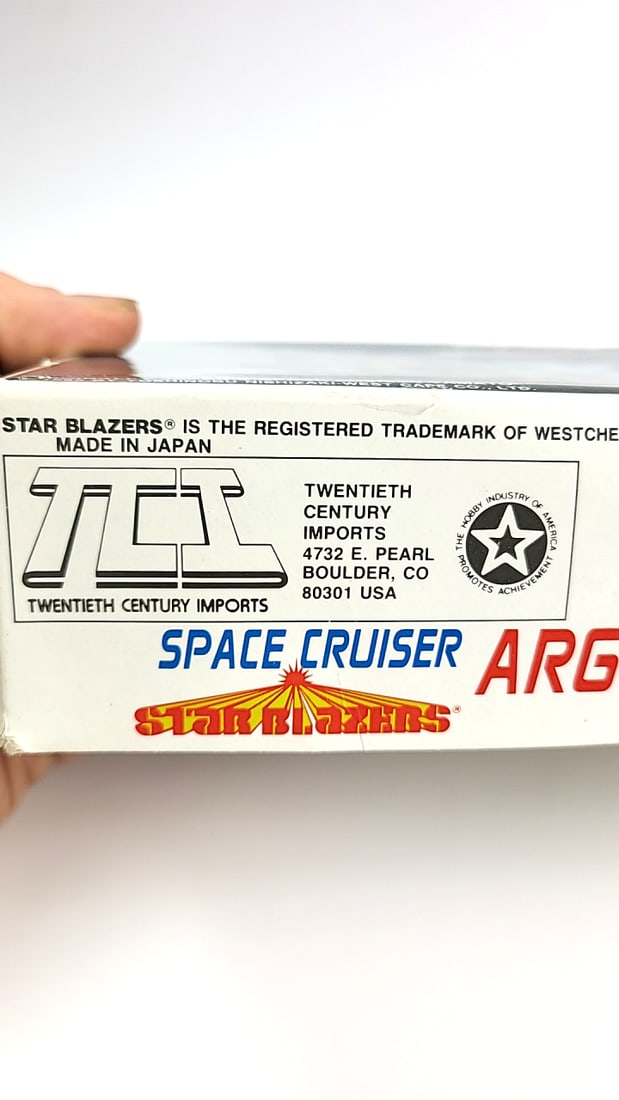 STAR BLAZERS® IS THE REGISTERED TRADEMARK OF WESTCHE
MADE IN JAPAN
TCI
TWENTIETH CENTURY IMPORTS
TWENTIETH
CENTURY
IMPORTS
4732 E. PEARL
BOULDER, CO
80301 USA
THE HOBBY INDUSTRY OF AMERICA
PROMOTES ACHIEVEMENT
SPACE CRUISER ARG
STAR BLAZERS®